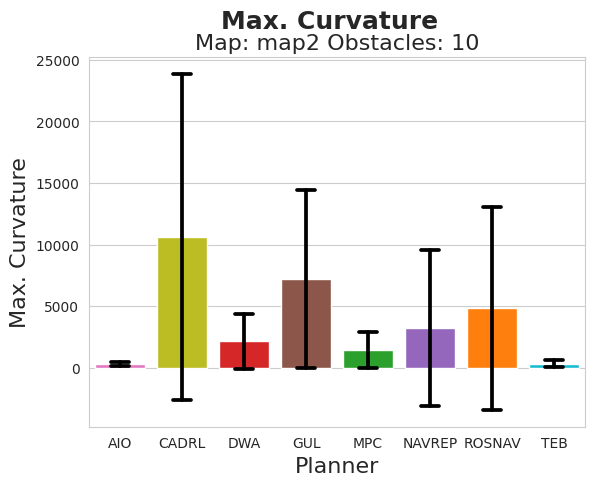 Max. Curvature
Map: map2 Obstacles: 10
Max. Curvature
25000
20000
15000
10000
5000
0
AIO CADRL DWA GUL MPC NAVREP ROSNAV TEB
Planner